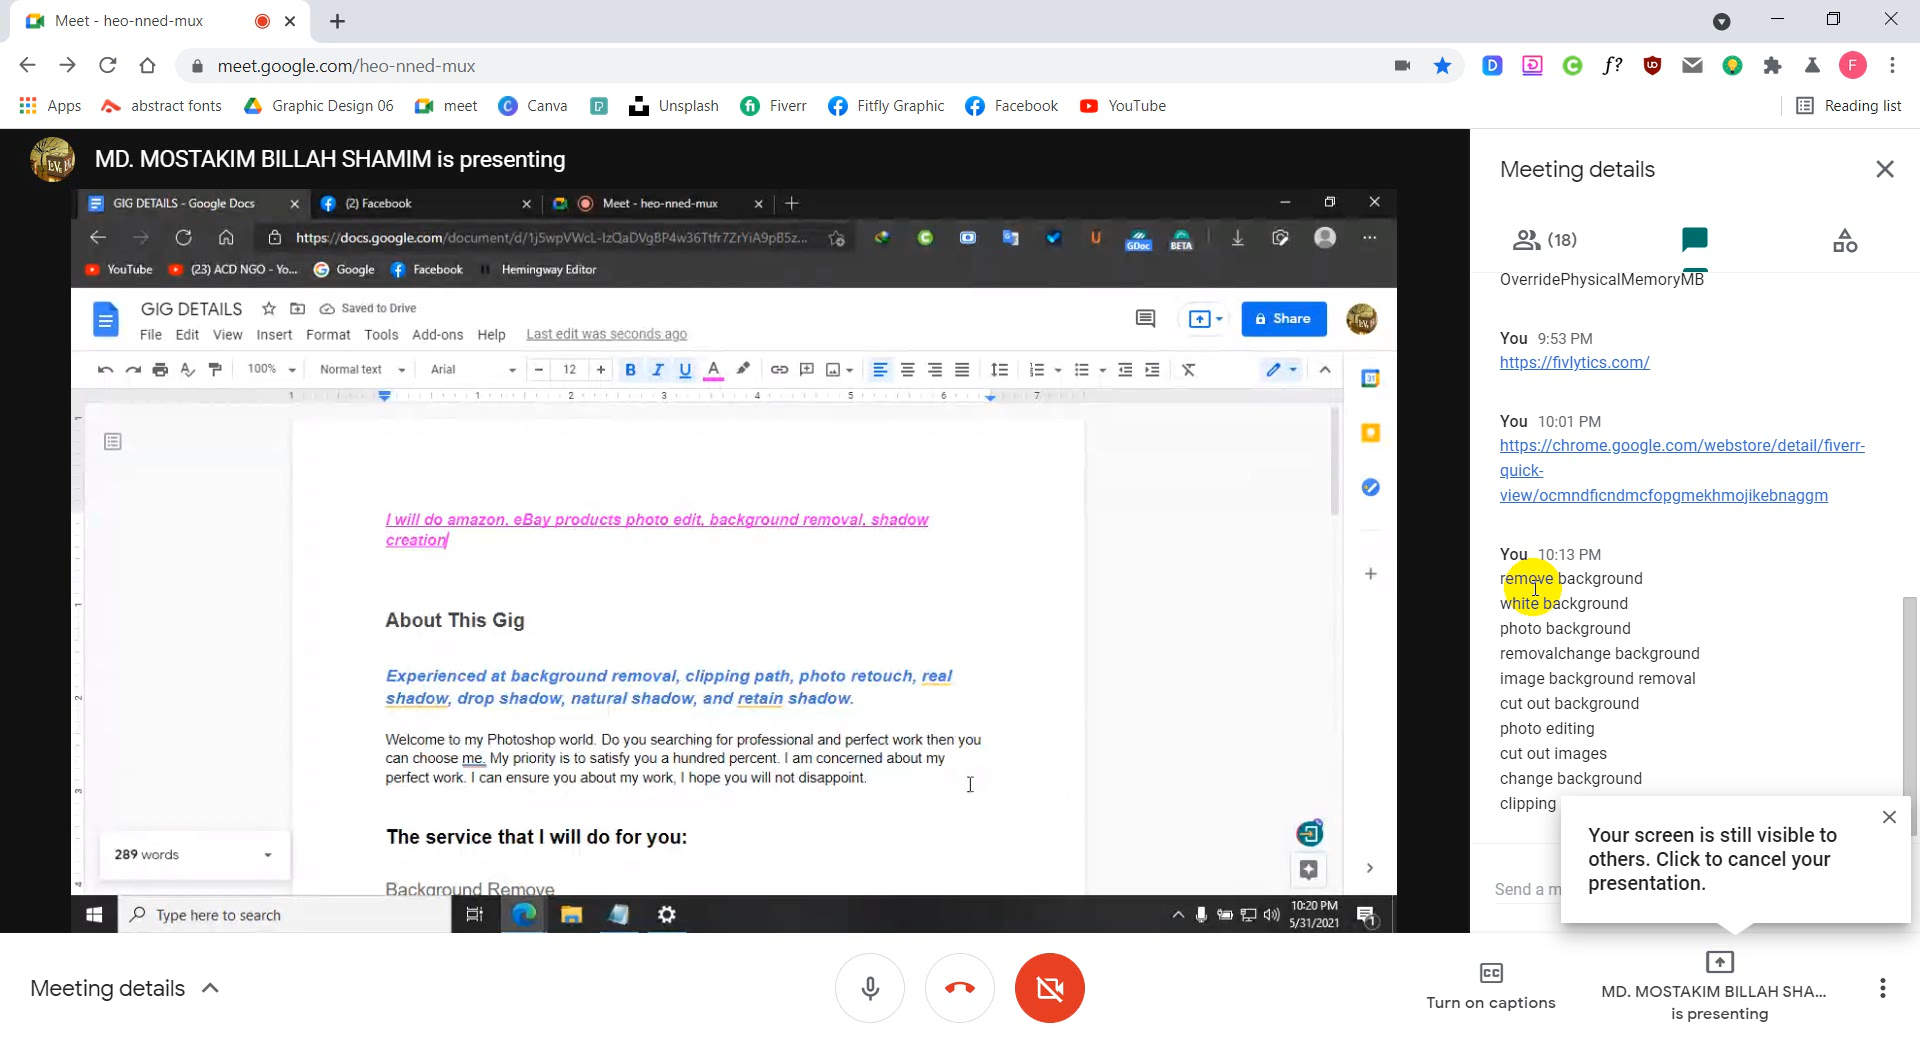 Meet - heo-nned-mux
meet.google.com/heo-nned-mux
Apps
abstract fonts
Graphic Design 06
meet
Canva
Unsplash
Fiverr
Fitfly Graphic
Facebook
YouTube
Reading list
MD. MOSTAKIM BILLAH SHAMIM is presenting
GIG DETAILS - Google Docs
(2) Facebook
Meet - heo-nned-mux
GDoc
BETA
YouTube
(23) ACD NGO - Yo...
Google
Facebook
Hemingway Editor
GIG DETAILS
Saved to Drive
File Edit View Insert Format Tools Add-ons Help
Last edit was seconds ago
Share
100%
Normal text
Arial
12
I will do amazon, eBay products photo edit, background removal, shadow
creation
About This Gig
Experienced at background removal, clipping path, photo retouch, real
shadow, drop shadow, natural shadow, and retain shadow.
Welcome to my Photoshop world. Do you searching for professional and perfect work then you
can choose me. My priority is to satisfy you a hundred percent. I am concerned about my
perfect work. I can ensure you about my work, I hope you will not disappoint.
The service that I will do for you:
Background Remove
289 words
Type here to search
10:20 PM
5/31/2021
Meeting details
(18)
OverridePhysicalMemoryMB
You 9:53 PM
https://fivlytics.com/
You 10:01 PM
https://chrome.google.com/webstore/detail/fiverr-
quick-
view/ocmndficndmcfopgmekhmojikebnaggm
You 10:13 PM
remove background
white background
photo background
removalchange background
image background removal
cut out background
photo editing
cut out images
change background
clipping
Send a m
Your screen is still visible to
others. Click to cancel your
presentation.
Meeting details
Turn on captions
MD. MOSTAKIM BILLAH SHA...
is presenting